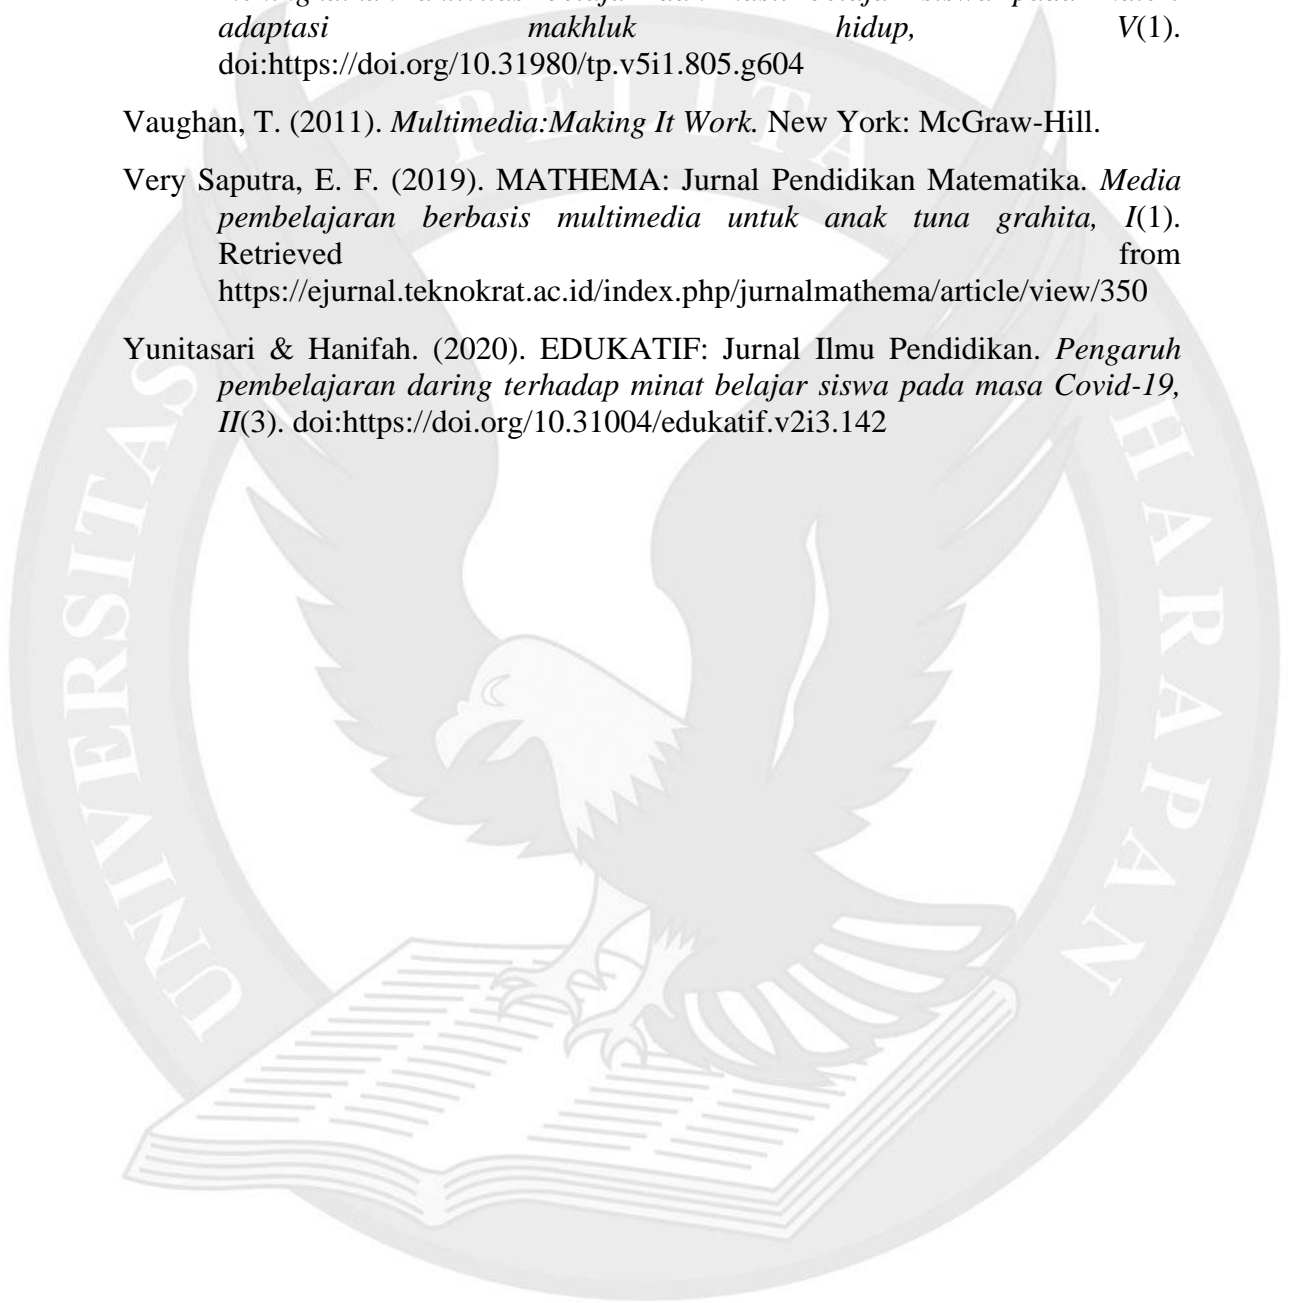 adaptasi makhluk hidup, V(1).
doi:https://doi.org/10.31980/tp.v5i1.805.g604
Vaughan, T. (2011). Multimedia:Making It Work. New York: McGraw-Hill.
Very Saputra, E. F. (2019). MATHEMA: Jurnal Pendidikan Matematika. Media
pembelajaran berbasis multimedia untuk anak tuna grahita, I(1).
Retrieved from
https://ejurnal.teknokrat.ac.id/index.php/jurnalmathema/article/view/350
Yunitasari & Hanifah. (2020). EDUKATIF: Jurnal Ilmu Pendidikan. Pengaruh
pembelajaran daring terhadap minat belajar siswa pada masa Covid-19,
II(3). doi:https://doi.org/10.31004/edukatif.v2i3.142
UNIVERSITAS PELITA HARAPAN